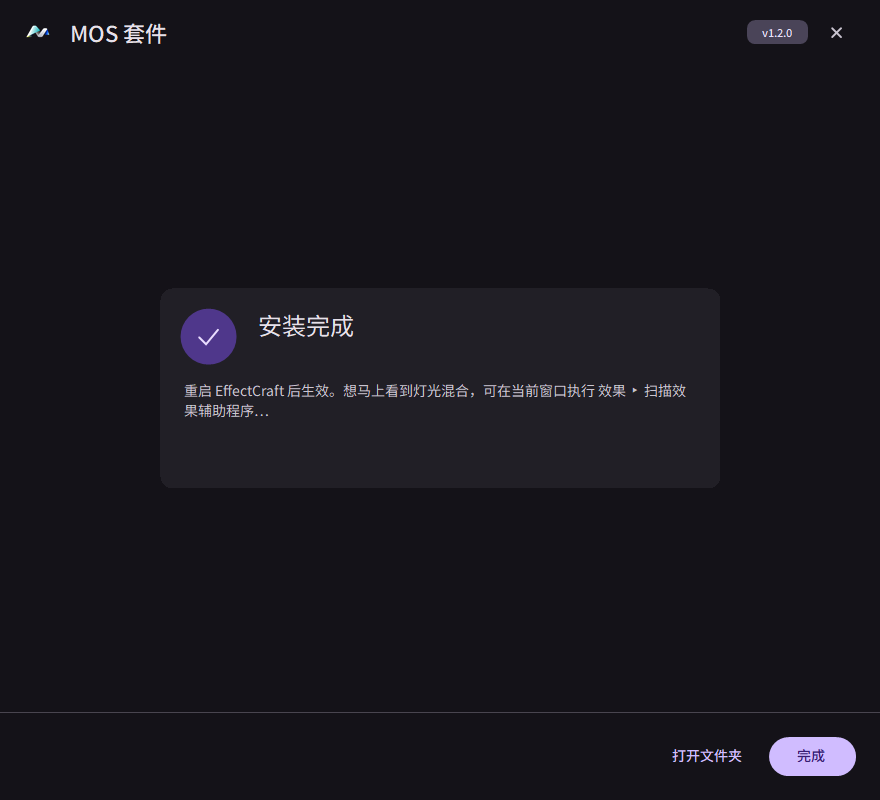 MOS 套件
v1.2.0
安装完成
重启 EffectCraft 后生效。想马上看到灯光混合，可在当前窗口执行 效果 ▸ 扫描效
果辅助程序…
打开文件夹
完成